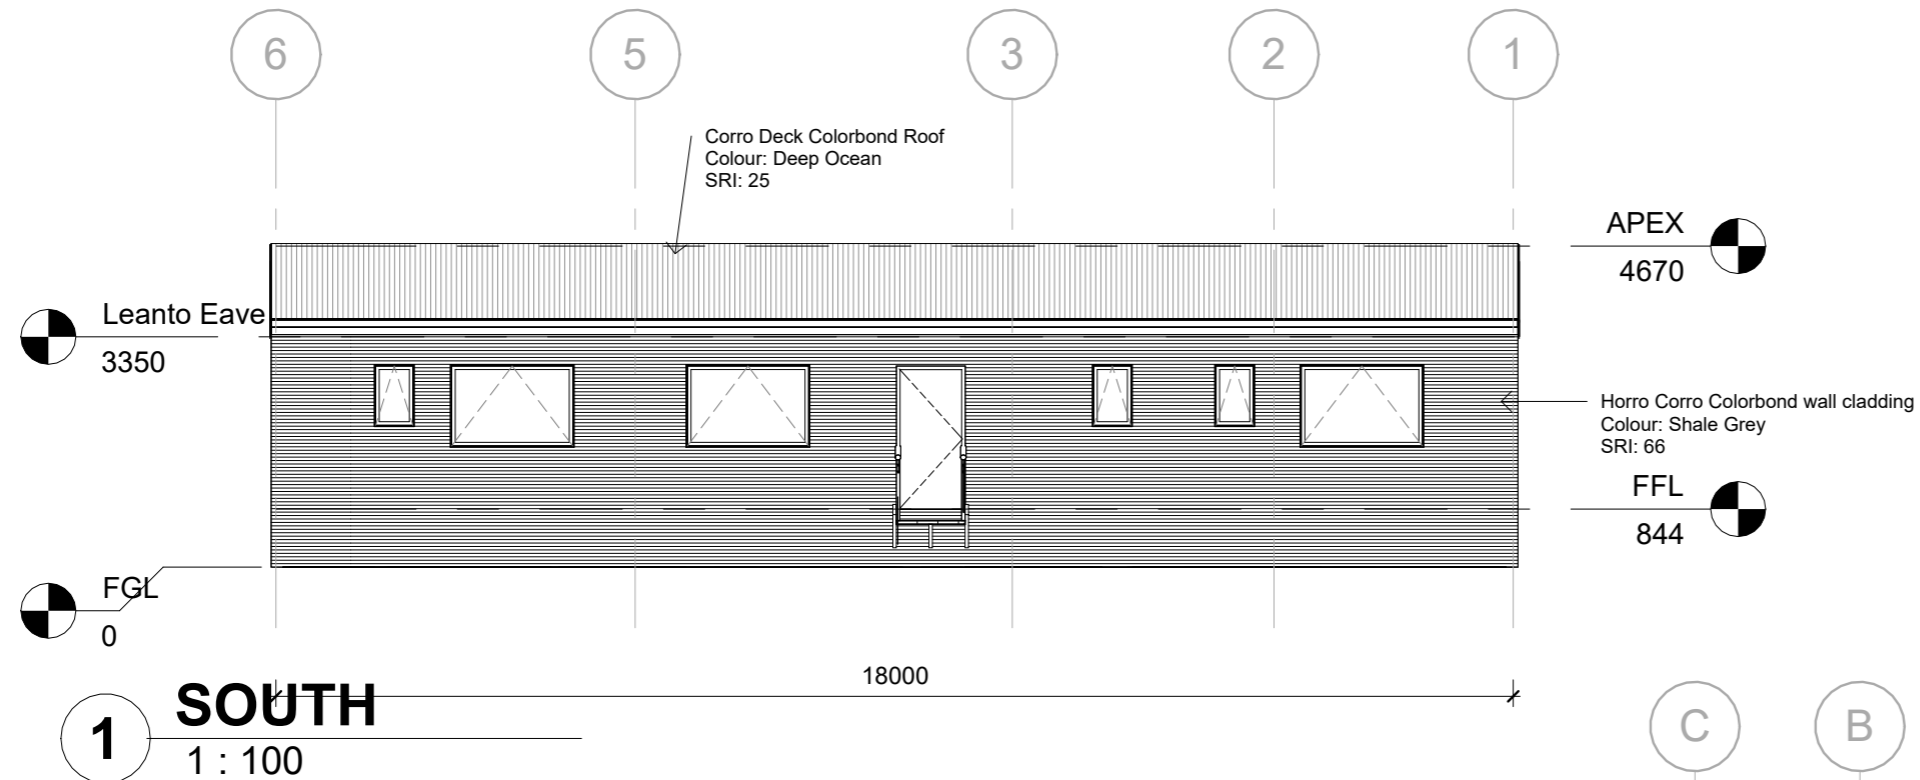 6
5
3
2
1
Corro Deck Colorbond Roof
Colour: Deep Ocean
SRI: 25
APEX
4670
Leanto Eave
3350
Horro Corro Colorbond wall cladding
Colour: Shale Grey
SRI: 66
FFL
844
FGL
0
18000
1
SOUTH
1 : 100
C
B